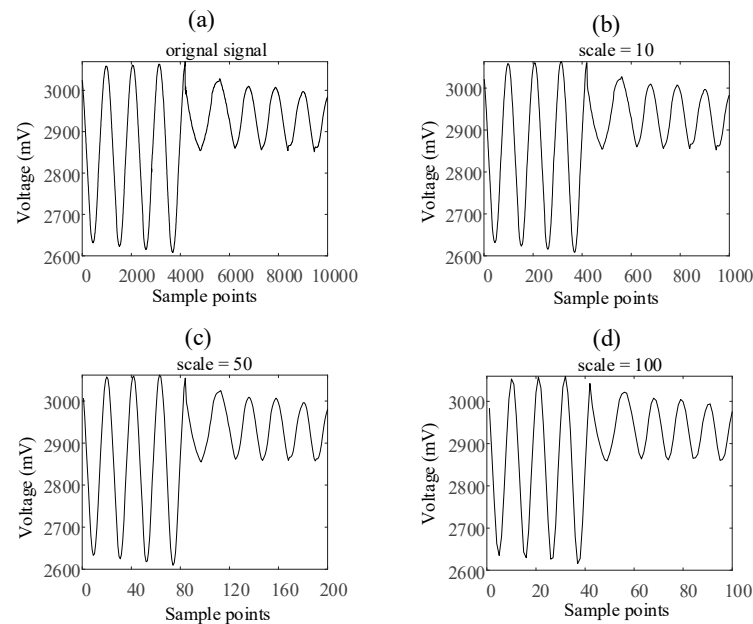 (a)
orignal signal
Voltage (mV)
3000
2900
2800
2700
2600
0 2000 4000 6000 8000 10000
Sample points
(b)
scale = 10
Voltage (mV)
3000
2900
2800
2700
2600
0 200 400 600 800 1000
Sample points
(c)
scale = 50
Voltage (mV)
3000
2900
2800
2700
2600
0 40 80 120 160 200
Sample points
(d)
scale = 100
Voltage (mV)
3000
2900
2800
2700
2600
0 20 40 60 80 100
Sample points